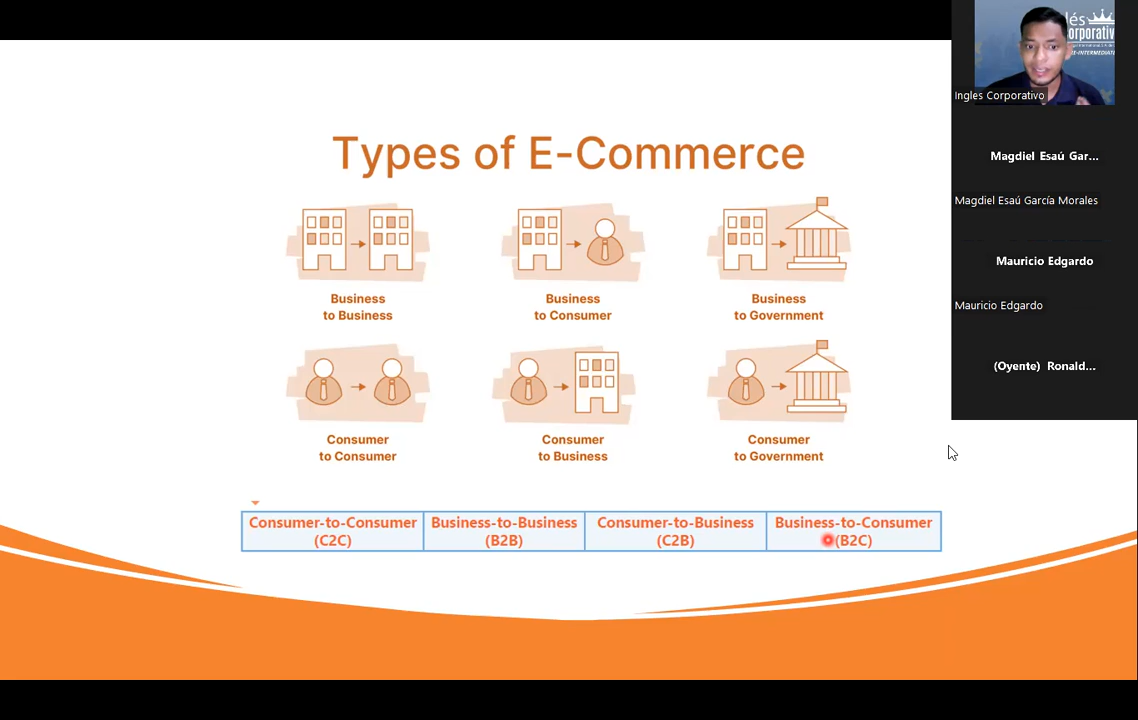 Types of E-Commerce
Business
to Business
Business
to Consumer
Business
to Government
Consumer
to Consumer
Consumer
to Business
Consumer
to Government
Consumer-to-Consumer
(C2C)
Business-to-Business
(B2B)
Consumer-to-Business
(C2B)
Business-to-Consumer
(B2C)
Ingles Corporativo
Magdiel Esaú Gar...
Magdiel Esaú García Morales
Mauricio Edgardo
Mauricio Edgardo
(Oyente) Ronald...